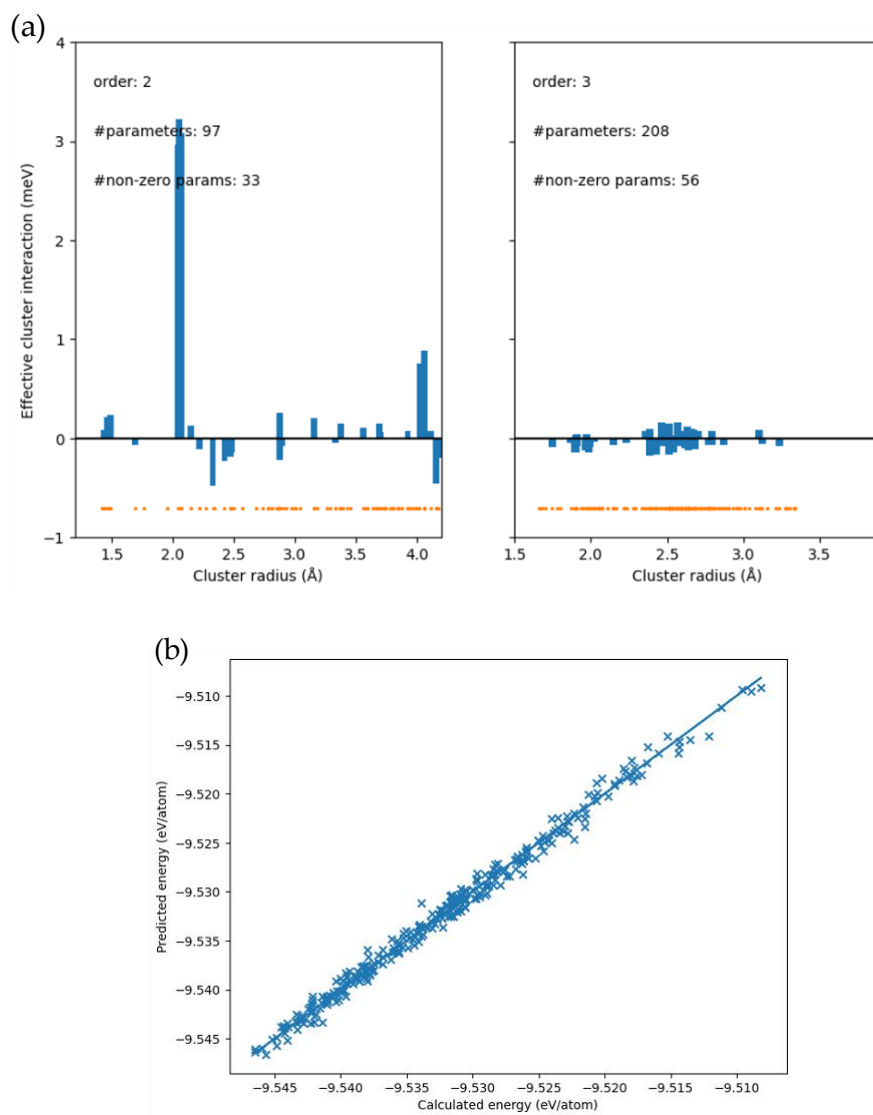 (a)
4
3
2
1
0
−1
Effective cluster interaction (meV)
order: 2
#parameters: 97
#non-zero params: 33
1.5 2.0 2.5 3.0 3.5 4.0
Cluster radius (Å)
order: 3
#parameters: 208
#non-zero params: 56
1.5 2.0 2.5 3.0 3.5
Cluster radius (Å)
(b)
−9.510
−9.515
−9.520
−9.525
−9.530
−9.535
−9.540
−9.545
Predicted energy (eV/atom)
−9.545 −9.540 −9.535 −9.530 −9.525 −9.520 −9.515 −9.510
Calculated energy (eV/atom)